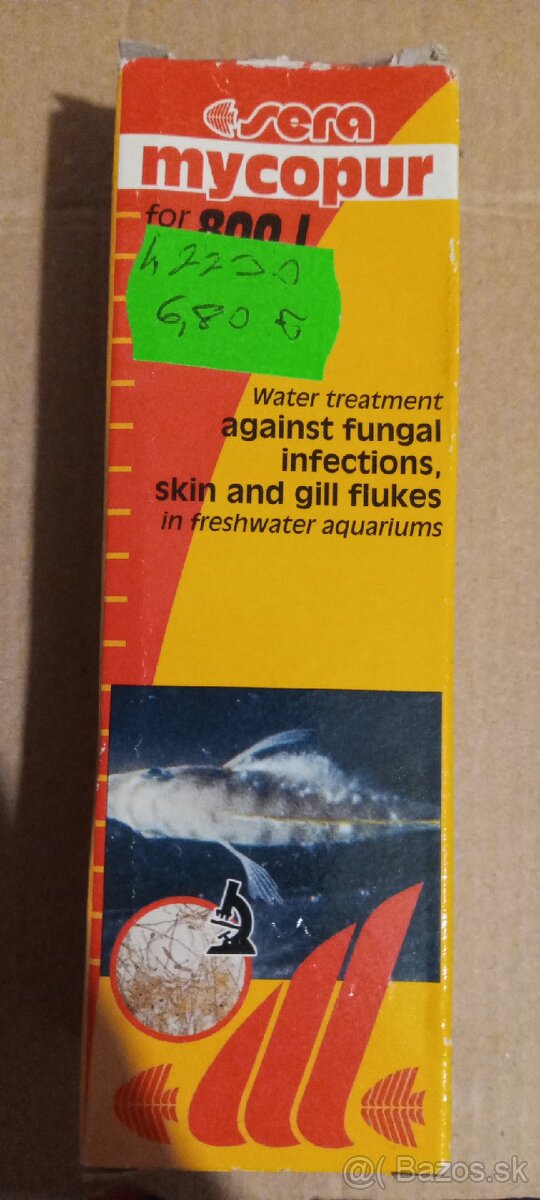 sera
mycopur
for 800 l
6,80 €
Water treatment
against fungal
infections,
skin and gill flukes
in freshwater aquariums
@( Bazos.sk